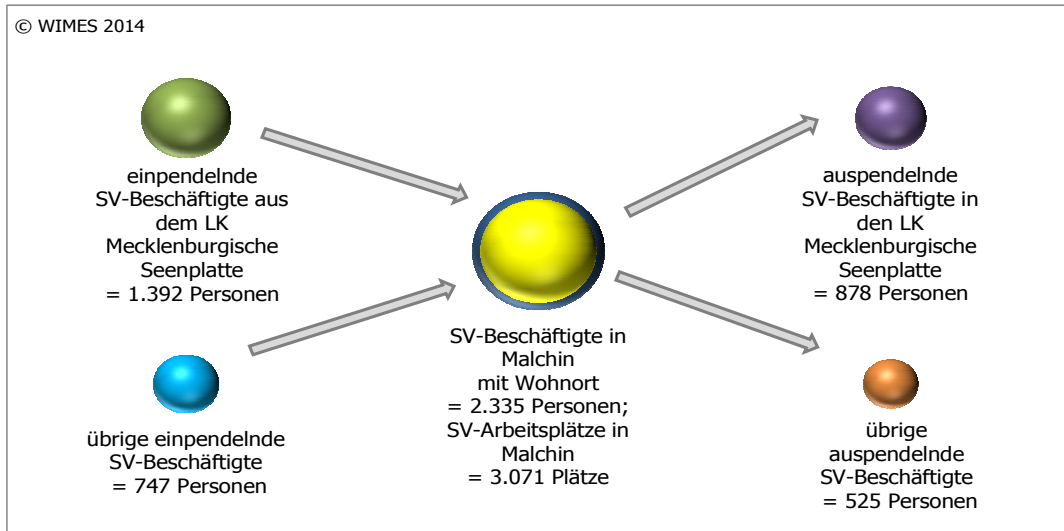 © WIMES 2014
einpendelnde
SV-Beschäftigte aus
dem LK
Mecklenburgische
Seenplatte
= 1.392 Personen
übrige einpendelnde
SV-Beschäftigte
= 747 Personen
SV-Beschäftigte in
Malchin
mit Wohnort
= 2.335 Personen;
SV-Arbeitsplätze in
Malchin
= 3.071 Plätze
auspendelnde
SV-Beschäftigte in
den LK
Mecklenburgische
Seenplatte
= 878 Personen
übrige
auspendelnde
SV-Beschäftigte
= 525 Personen